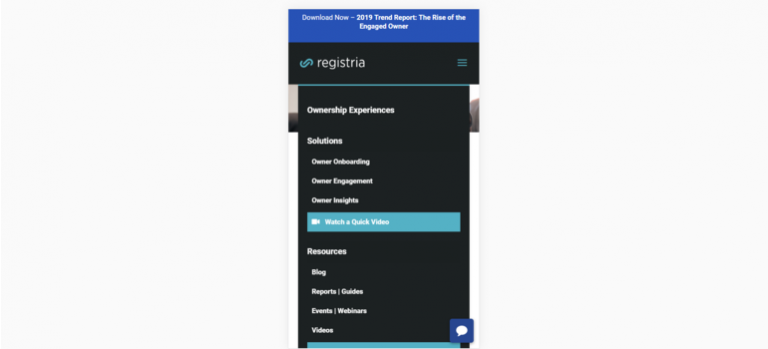 Download Now – 2019 Trend Report: The Rise of the
Engaged Owner
registria
Ownership Experiences
Solutions
Owner Onboarding
Owner Engagement
Owner Insights
Watch a Quick Video
Resources
Blog
Reports | Guides
Events | Webinars
Videos